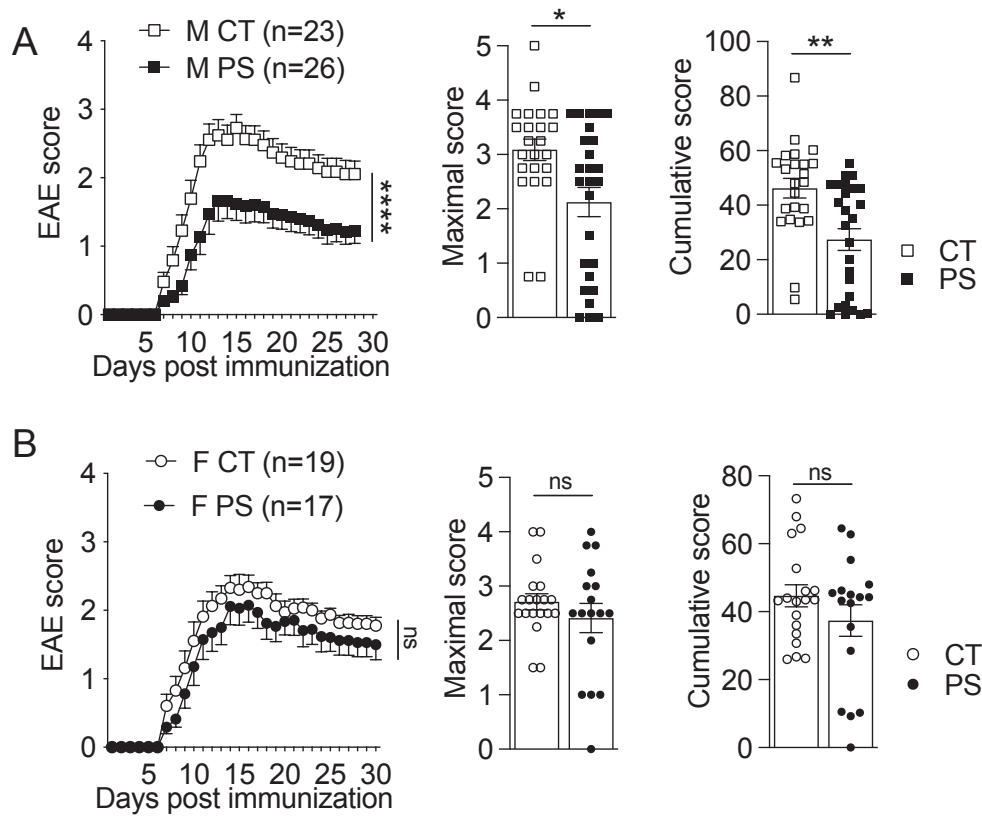 A
M CT (n=23)
M PS (n=26)
EAE score
4
3
2
1
0
5 10 15 20 25 30
Days post immunization
****
Maximal score
5
4
3
2
1
0
*
Cumulative score
100
80
60
40
20
0
**
CT
PS
B
F CT (n=19)
F PS (n=17)
EAE score
4
3
2
1
0
5 10 15 20 25 30
Days post immunization
ns
Maximal score
5
4
3
2
1
0
ns
Cumulative score
80
60
40
20
0
ns
CT
PS